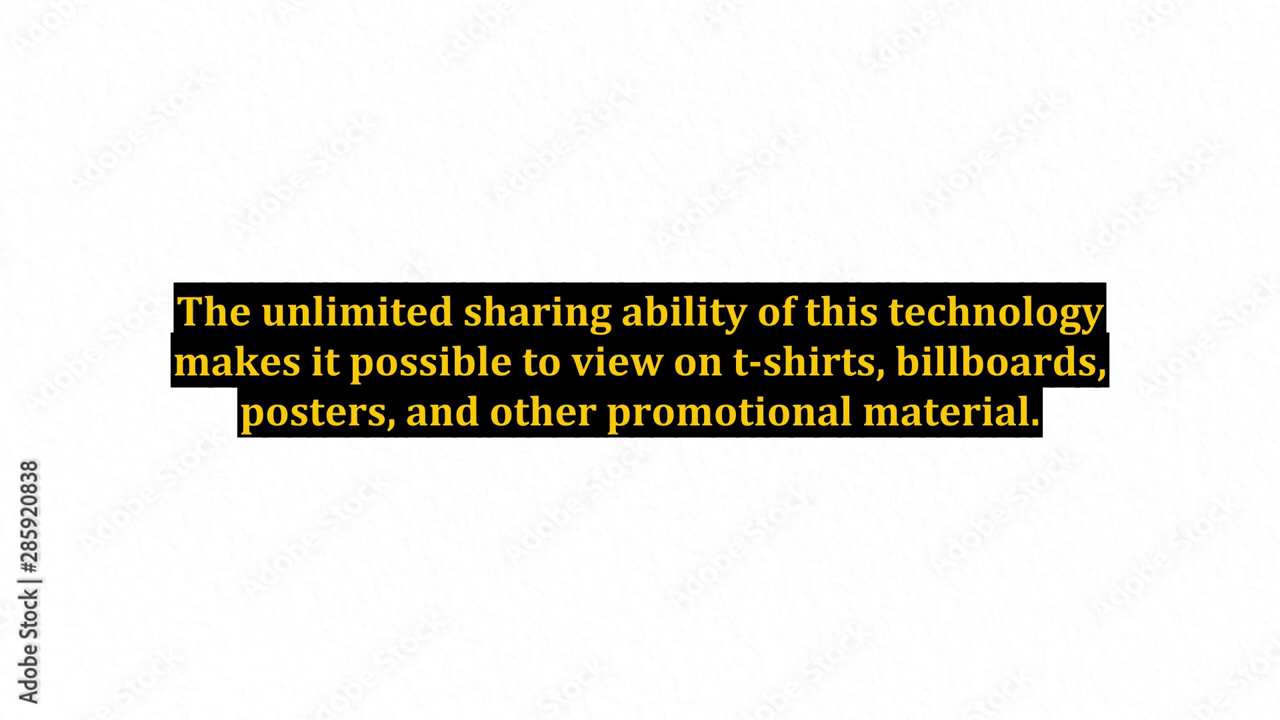 The unlimited sharing ability of this technology
makes it possible to view on t-shirts, billboards,
posters, and other promotional material.
Adobe Stock | #285920838